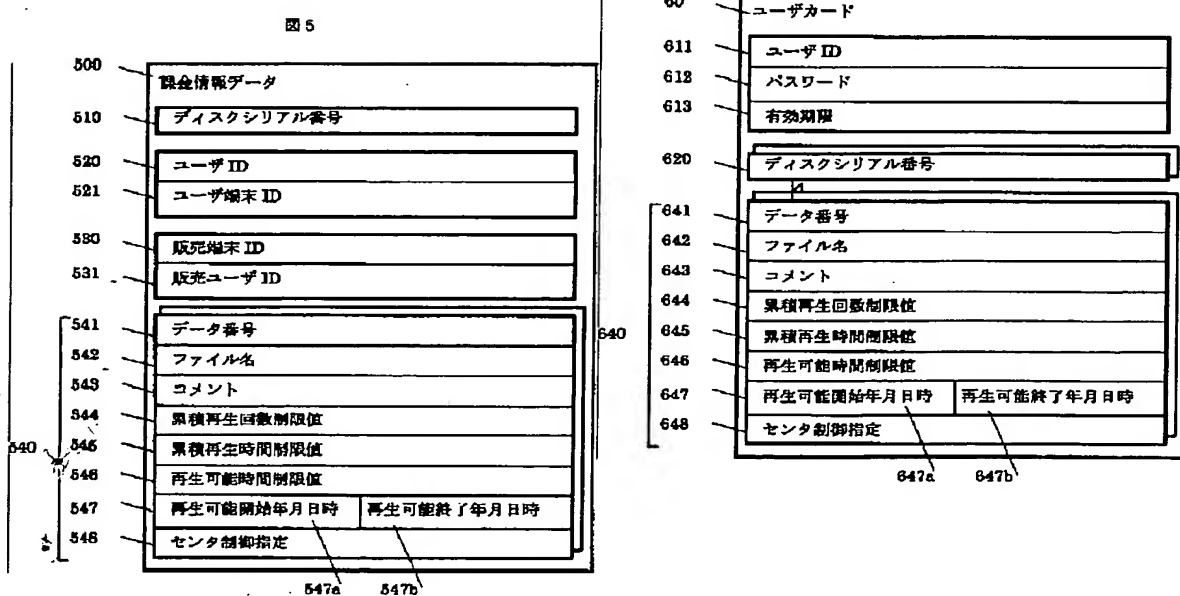 図5
500
課金情報データ
510
ディスクシリアル番号
520
ユーザID
521
ユーザ端末ID
530
販売端末ID
531
販売ユーザID
540
541
データ番号
542
ファイル名
543
コメント
544
累積再生回数制限値
545
累積再生時間制限値
546
再生可能時間制限値
547
再生可能開始年月日時 再生可能終了年月日時
548
センタ制御指定
547a 547b
60
ユーザカード
611
ユーザID
612
パスワード
613
有効期限
620
ディスクシリアル番号
640
641
データ番号
642
ファイル名
643
コメント
644
累積再生回数制限値
645
累積再生時間制限値
646
再生可能時間制限値
647
再生可能開始年月日時 再生可能終了年月日時
648
センタ制御指定
647a 647b